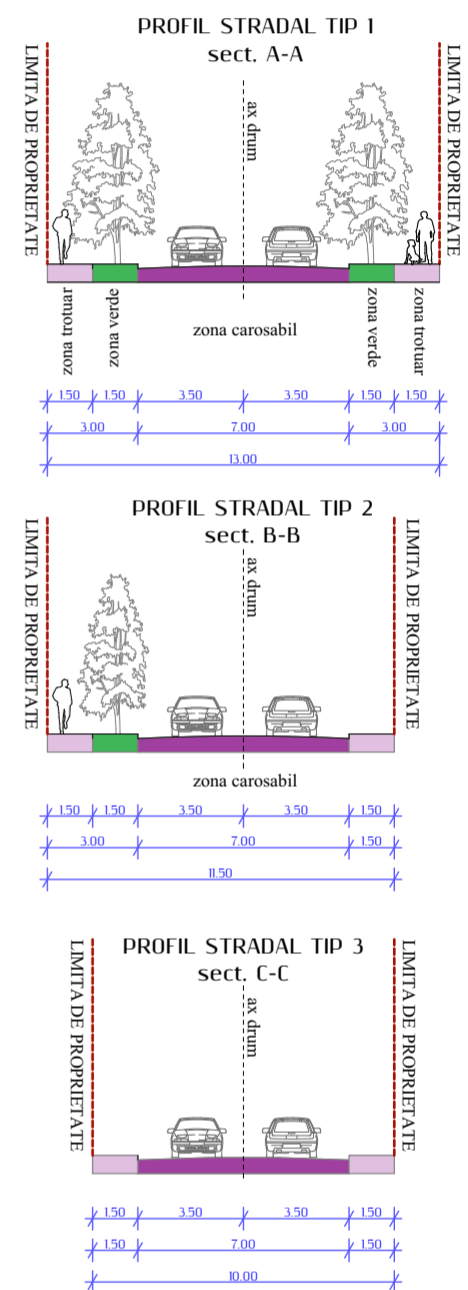 PROFIL STRADAL TIP 1
sect. A-A
LIMITA DE PROPRIETATE
ax drum
LIMITA DE PROPRIETATE
zona trotuar
zona verde
zona carosabil
zona verde
zona trotuar
1.50 1.50 3.50 3.50 1.50 1.50
3.00 7.00 3.00
13.00
PROFIL STRADAL TIP 2
sect. B-B
LIMITA DE PROPRIETATE
ax drum
LIMITA DE PROPRIETATE
zona carosabil
1.50 1.50 3.50 3.50 1.50
3.00 7.00 1.50
11.50
PROFIL STRADAL TIP 3
sect. C-C
LIMITA DE PROPRIETATE
ax drum
LIMITA DE PROPRIETATE
1.50 3.50 3.50 1.50
1.50 7.00 1.50
10.00